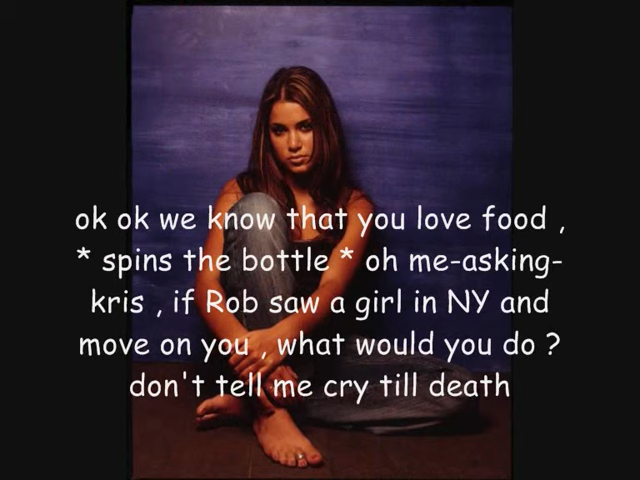 ok ok we know that you love food ,
* spins the bottle * oh me-asking-
kris , if Rob saw a girl in NY and
move on you , what would you do ?
don't tell me cry till death